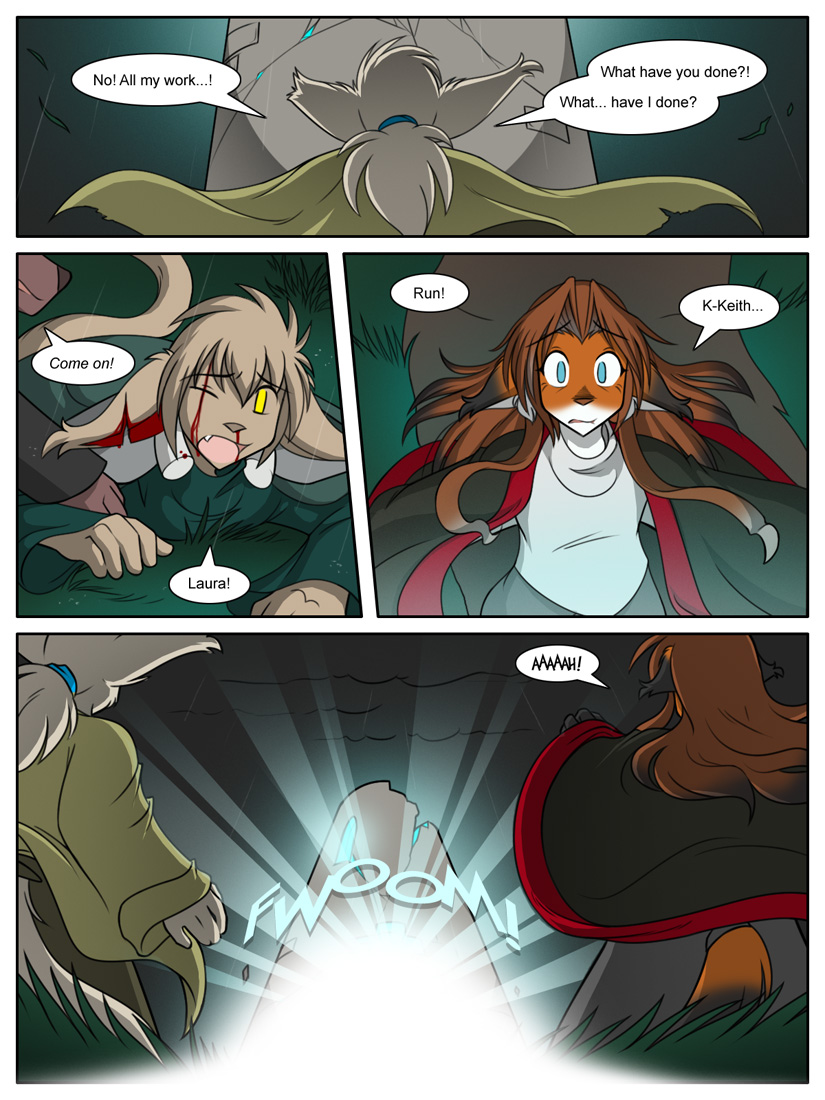 No! All my work...!
What have you done?!
What... have I done?
Come on!
Laura!
Run!
K-Keith...
AAAAAH!
FWOOM!